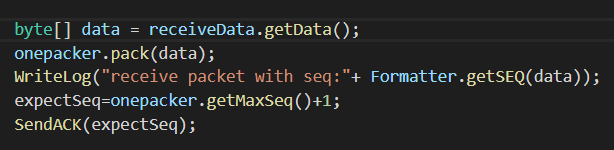 byte[] data = receiveData.getData();
onepacker.pack(data);
WriteLog("receive packet with seq:"+ Formatter.getSEQ(data));
expectSeq=onepacker.getMaxSeq()+1;
SendACK(expectSeq);